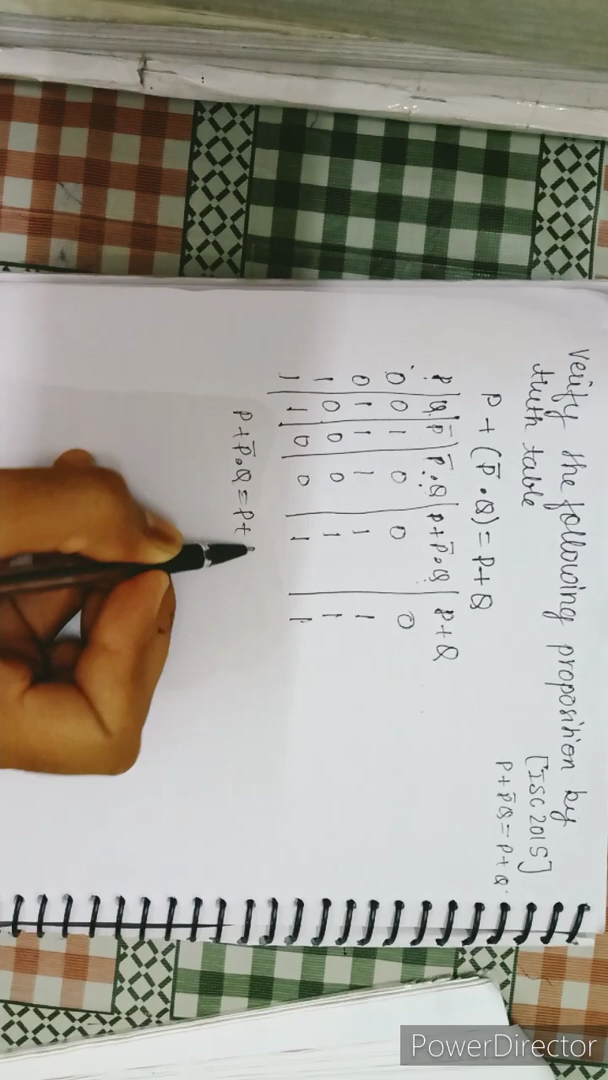 Verify the following proposition by
truth table [ISC 2015]
P + (P̄ . Q) = P + Q P + P̄Q = P + Q
P | Q | P̄ | P̄ . Q | P + P̄ . Q | P + Q
0 | 0 | 1 | 0 | 0 | 0
0 | 1 | 1 | 1 | 1 | 1
1 | 0 | 0 | 0 | 1 | 1
1 | 1 | 0 | 0 | 1 | 1
P + P̄ . Q = P +
PowerDirector